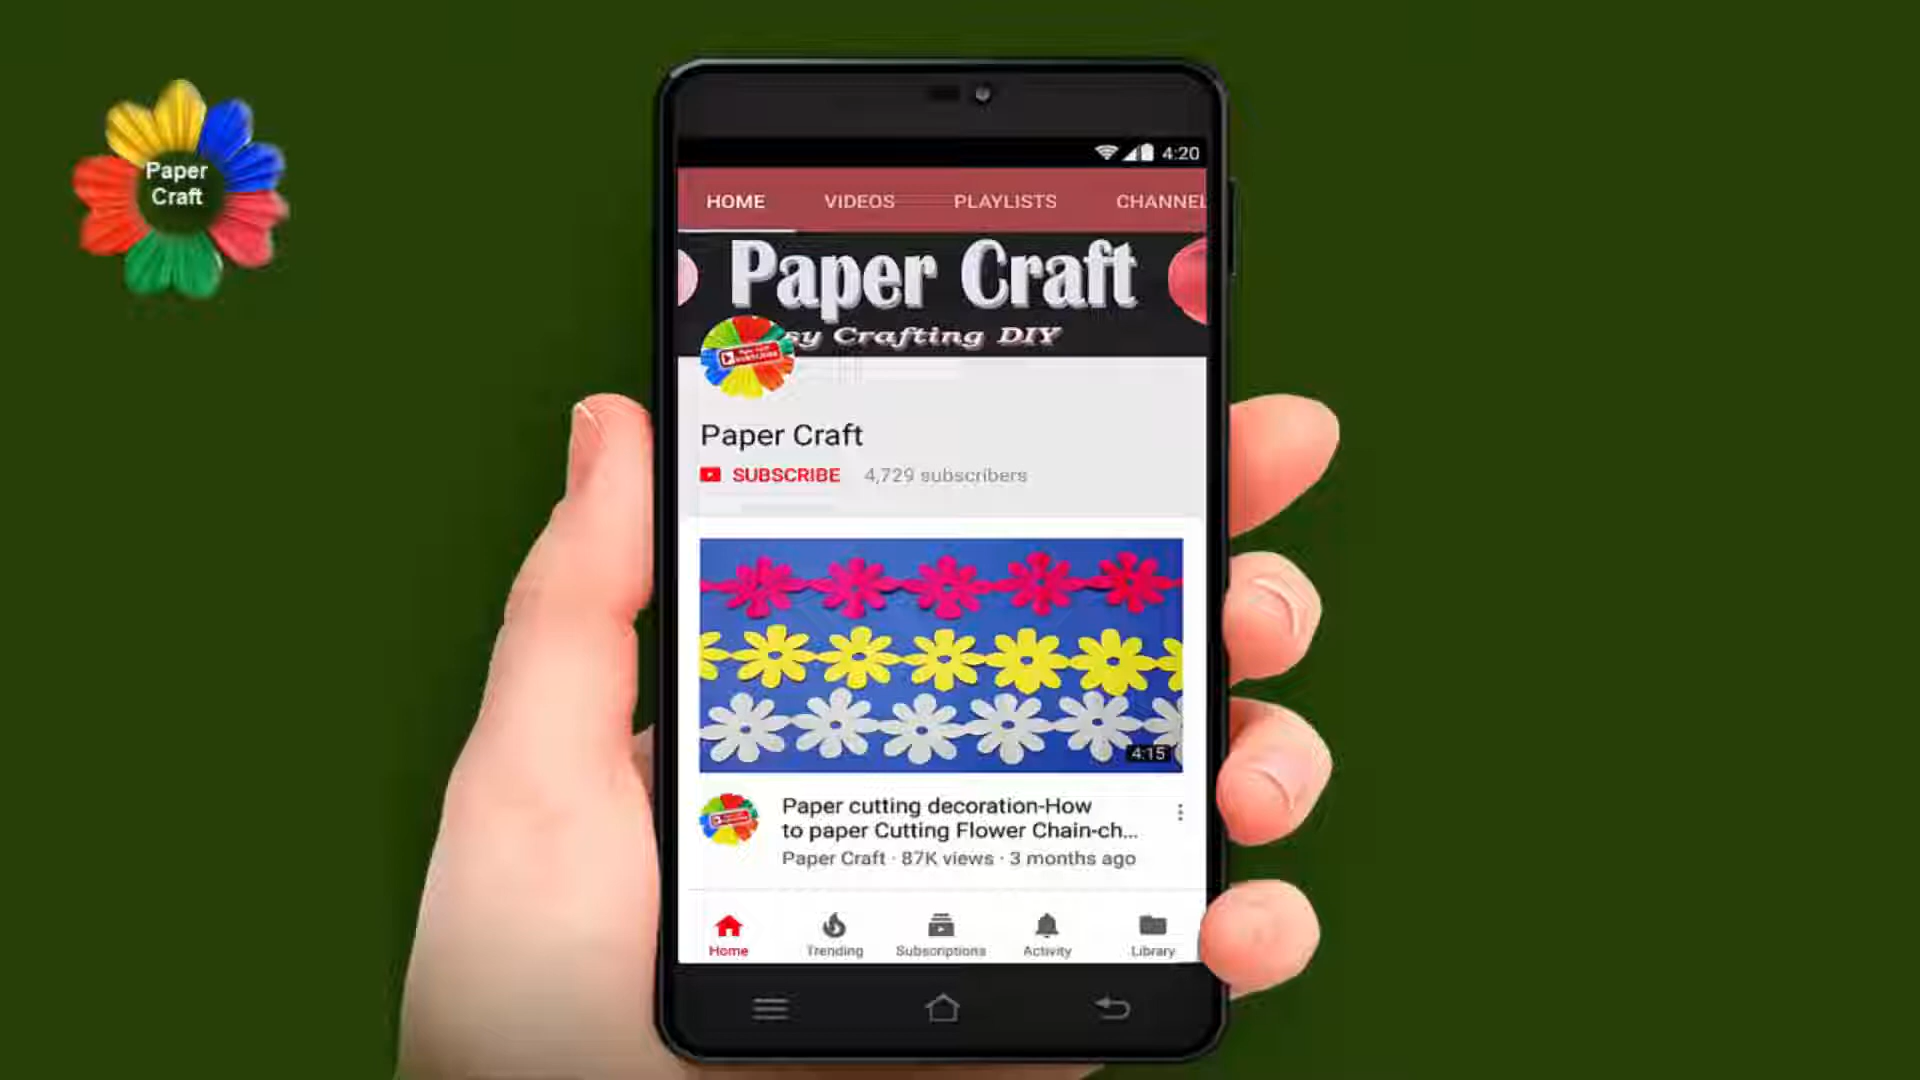 Paper
Craft
4:20
HOME VIDEOS PLAYLISTS CHANNEL
Paper Craft
sy Crafting DIY
Paper Craft
SUBSCRIBE 4,729 subscribers
4:15
Paper cutting decoration-How
to paper Cutting Flower Chain-ch...
Paper Craft · 87K views · 3 months ago
Home Trending Subscriptions Activity Library